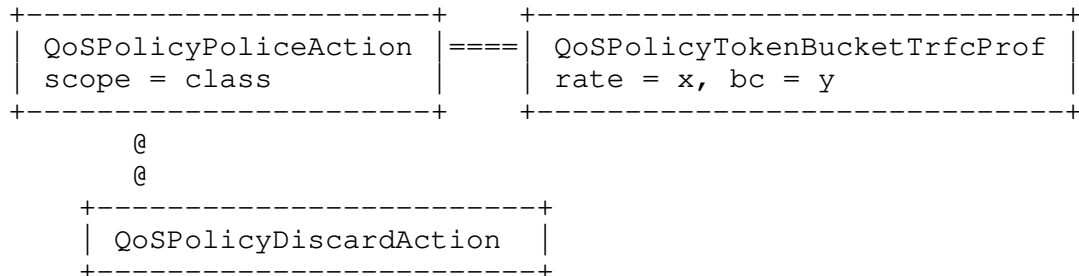 +-----------------------+     +------------------------------+
| QoSPolicyPoliceAction |====| QoSPolicyTokenBucketTrfcProf |
| scope = class         |    | rate = x, bc = y             |
+-----------------------+     +------------------------------+
@
@
+-------------------------+
| QoSPolicyDiscardAction  |
+-------------------------+